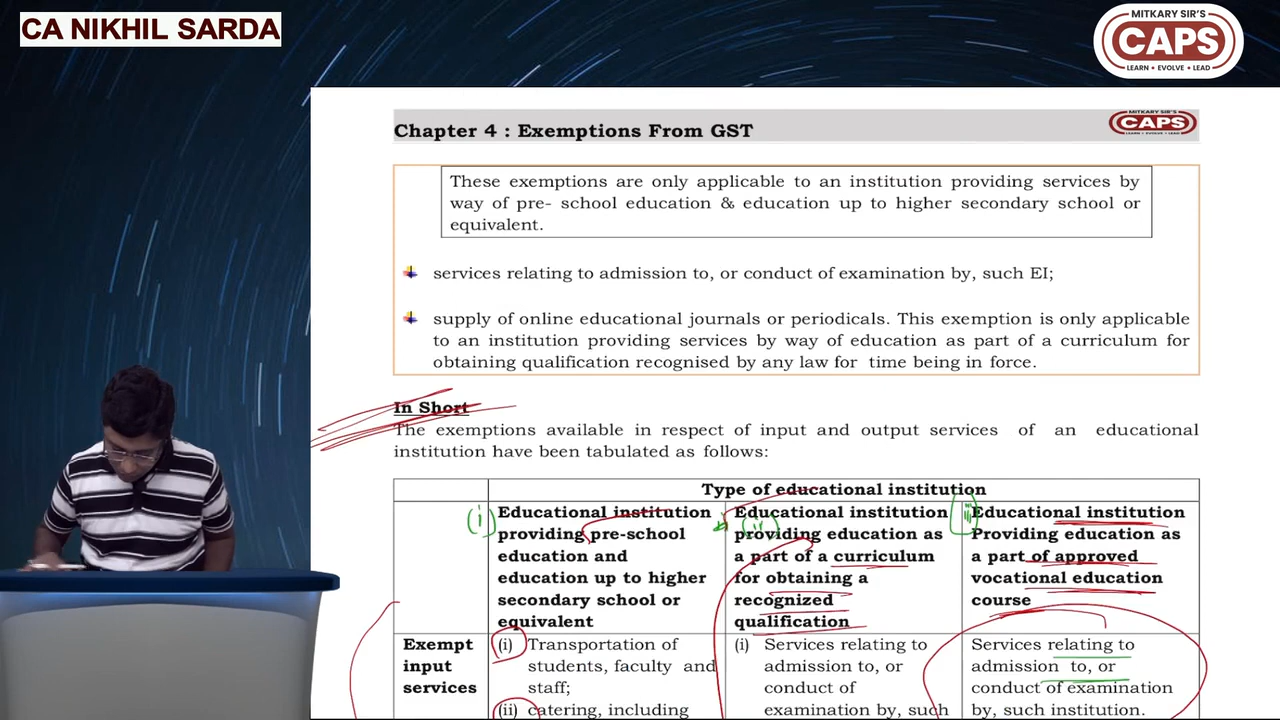 CA NIKHIL SARDA
MITKARY SIR'S
CAPS
LEARN • EVOLVE • LEAD
Chapter 4 : Exemptions From GST
MITKARY SIR'S
CAPS
LEARN • EVOLVE • LEAD
These exemptions are only applicable to an institution providing services by
way of pre- school education & education up to higher secondary school or
equivalent.
services relating to admission to, or conduct of examination by, such EI;
supply of online educational journals or periodicals. This exemption is only applicable
to an institution providing services by way of education as part of a curriculum for
obtaining qualification recognised by any law for time being in force.
In Short
The exemptions available in respect of input and output services of an educational
institution have been tabulated as follows:
Type of educational institution
(i)
Educational institution
providing pre-school
education and
education up to higher
secondary school or
equivalent
(ii)
Educational institution
providing education as
a part of a curriculum
for obtaining a
recognized
qualification
(iii)
Educational institution
Providing education as
a part of approved
vocational education
course
Exempt
input
services
(i) Transportation of
students, faculty and
staff;
(ii) catering, including
(i) Services relating to
admission to, or
conduct of
examination by, such
Services relating to
admission to, or
conduct of examination
by, such institution.